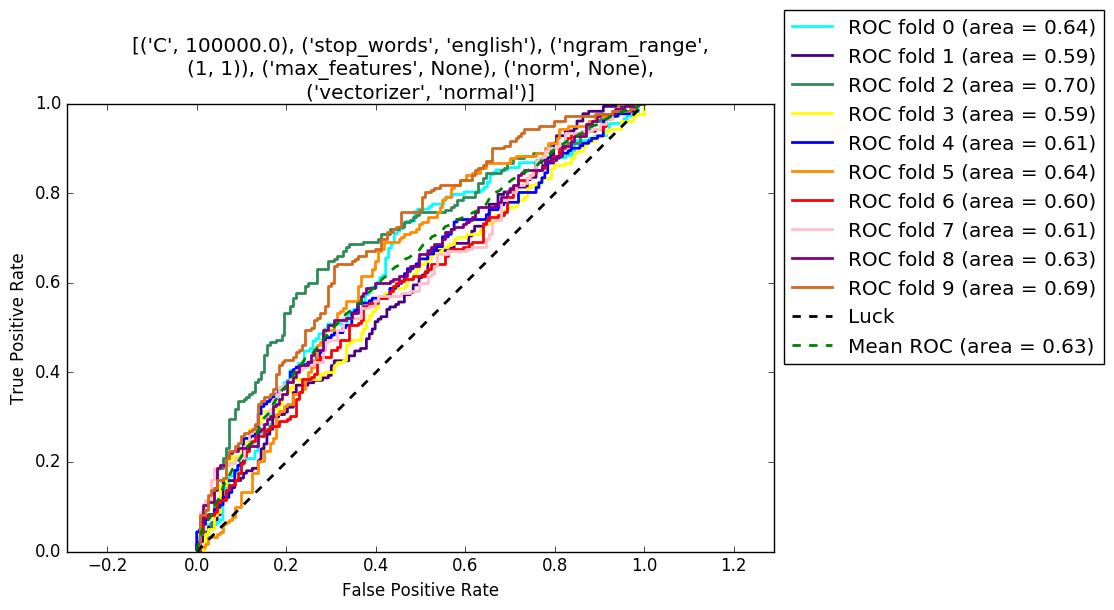 [('C', 100000.0), ('stop_words', 'english'), ('ngram_range',
(1, 1)), ('max_features', None), ('norm', None),
('vectorizer', 'normal')]
ROC fold 0 (area = 0.64)
ROC fold 1 (area = 0.59)
ROC fold 2 (area = 0.70)
ROC fold 3 (area = 0.59)
ROC fold 4 (area = 0.61)
ROC fold 5 (area = 0.64)
ROC fold 6 (area = 0.60)
ROC fold 7 (area = 0.61)
ROC fold 8 (area = 0.63)
ROC fold 9 (area = 0.69)
Luck
Mean ROC (area = 0.63)
True Positive Rate
1.0
0.8
0.6
0.4
0.2
0.0
−0.2 0.0 0.2 0.4 0.6 0.8 1.0 1.2
False Positive Rate